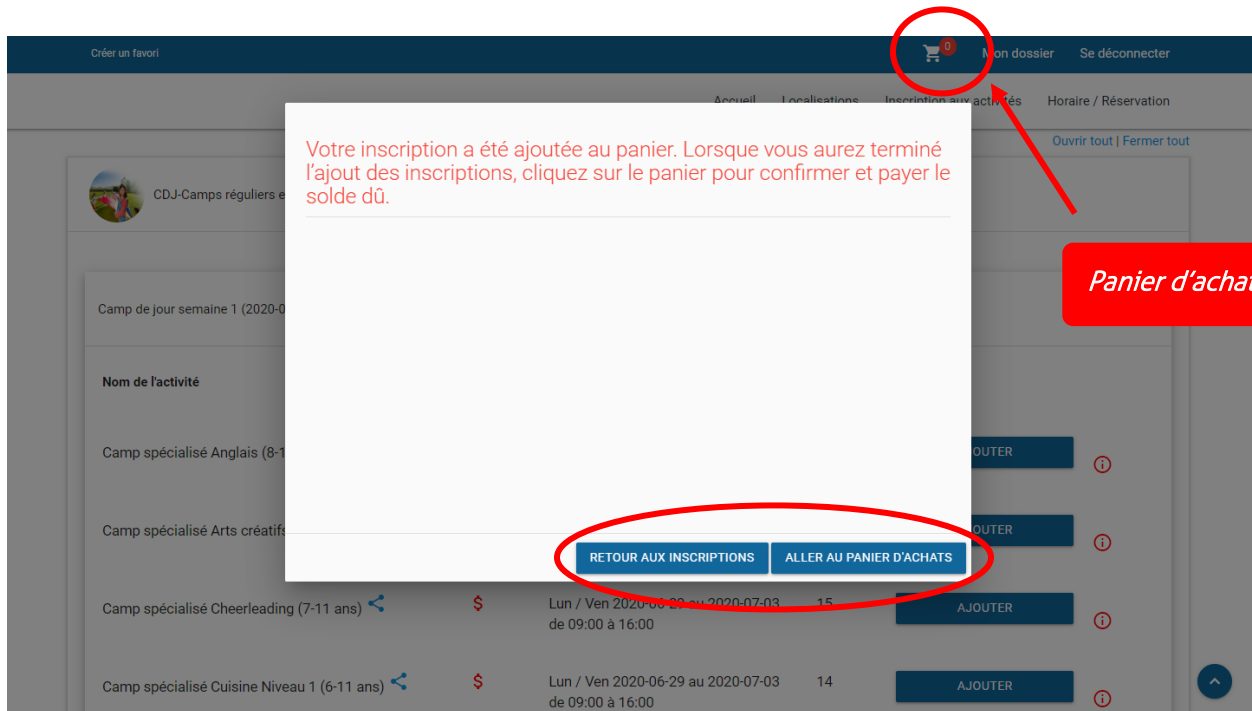 Créer un favori
0
Mon dossier
Se déconnecter
Accueil
Localisations
Inscription aux activités
Horaire / Réservation
Ouvrir tout | Fermer tout
Votre inscription a été ajoutée au panier. Lorsque vous aurez terminé
l'ajout des inscriptions, cliquez sur le panier pour confirmer et payer le
solde dû.
CDJ-Camps réguliers e
Panier d'achat
Camp de jour semaine 1 (2020-0
Nom de l'activité
Camp spécialisé Anglais (8-1
OUTER
Camp spécialisé Arts créatifs
OUTER
RETOUR AUX INSCRIPTIONS
ALLER AU PANIER D'ACHATS
Camp spécialisé Cheerleading (7-11 ans)
$
Lun / Ven 2020-06-29 au 2020-07-03
de 09:00 à 16:00
15
AJOUTER
Camp spécialisé Cuisine Niveau 1 (6-11 ans)
$
Lun / Ven 2020-06-29 au 2020-07-03
de 09:00 à 16:00
14
AJOUTER